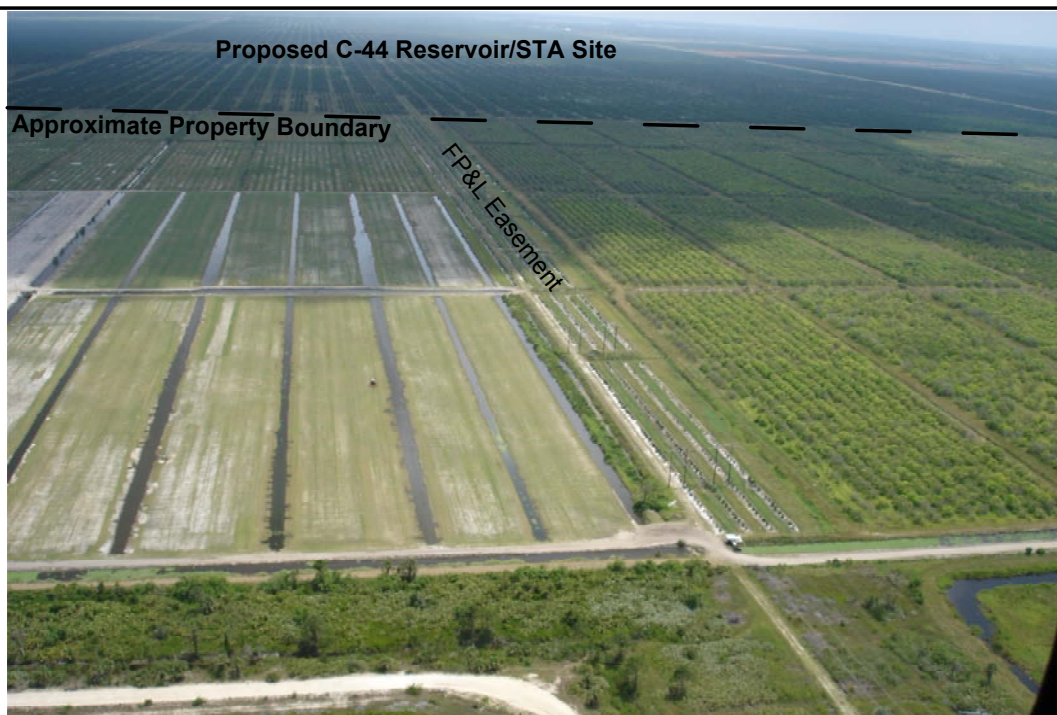 Proposed C-44 Reservoir/STA Site
Approximate Property Boundary
FP&L Easement